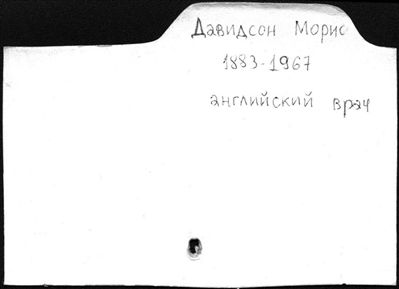 Давидсон Морис
1883-1967
английский врач